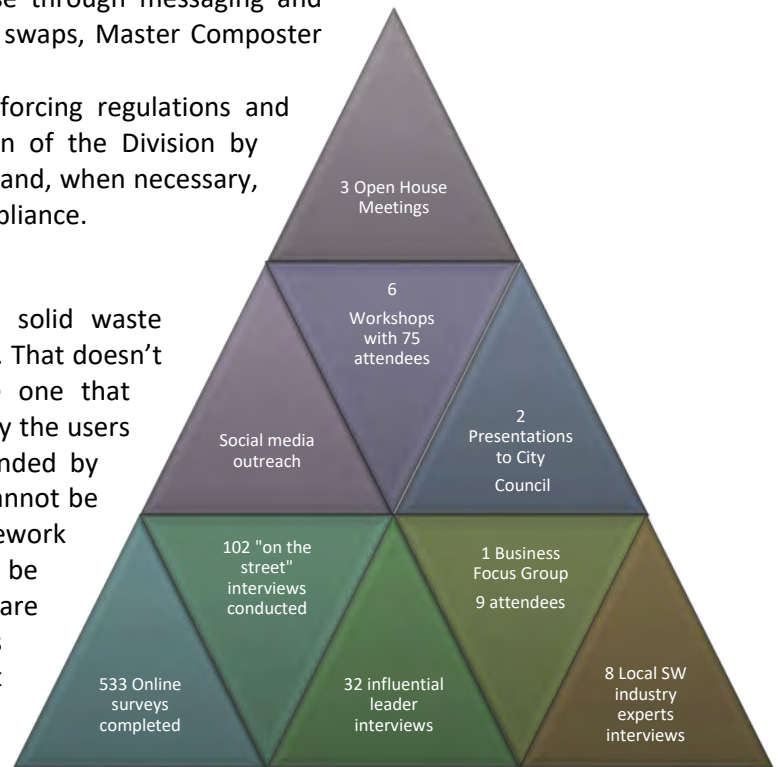 se through messaging and
swaps, Master Composter
forcing regulations and
n of the Division by
and, when necessary,
pliance.
solid waste
. That doesn't
one that
y the users
nded by
annot be
ework
be
are
3 Open House
Meetings
6
Workshops
with 75
attendees
Social media
outreach
2
Presentations
to City
Council
102 "on the
street"
interviews
conducted
1 Business
Focus Group
9 attendees
533 Online
surveys
completed
32 influential
leader
interviews
8 Local SW
industry
experts
interviews